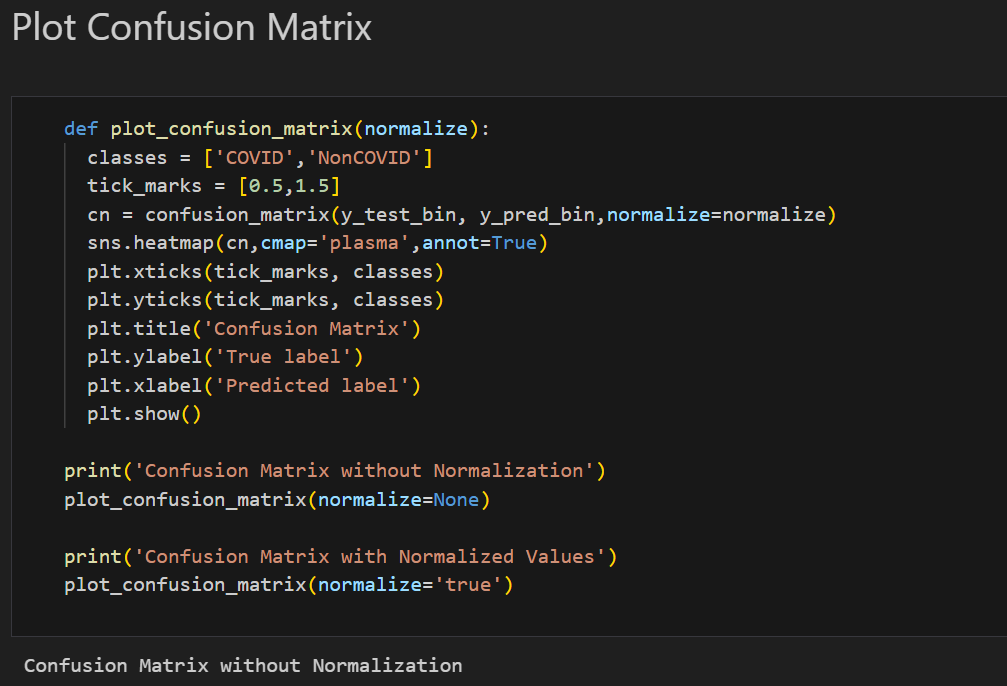 Plot Confusion Matrix
def plot_confusion_matrix(normalize):
  classes = ['COVID','NonCOVID']
  tick_marks = [0.5,1.5]
  cn = confusion_matrix(y_test_bin, y_pred_bin,normalize=normalize)
  sns.heatmap(cn,cmap='plasma',annot=True)
  plt.xticks(tick_marks, classes)
  plt.yticks(tick_marks, classes)
  plt.title('Confusion Matrix')
  plt.ylabel('True label')
  plt.xlabel('Predicted label')
  plt.show()
print('Confusion Matrix without Normalization')
plot_confusion_matrix(normalize=None)
print('Confusion Matrix with Normalized Values')
plot_confusion_matrix(normalize='true')
Confusion Matrix without Normalization